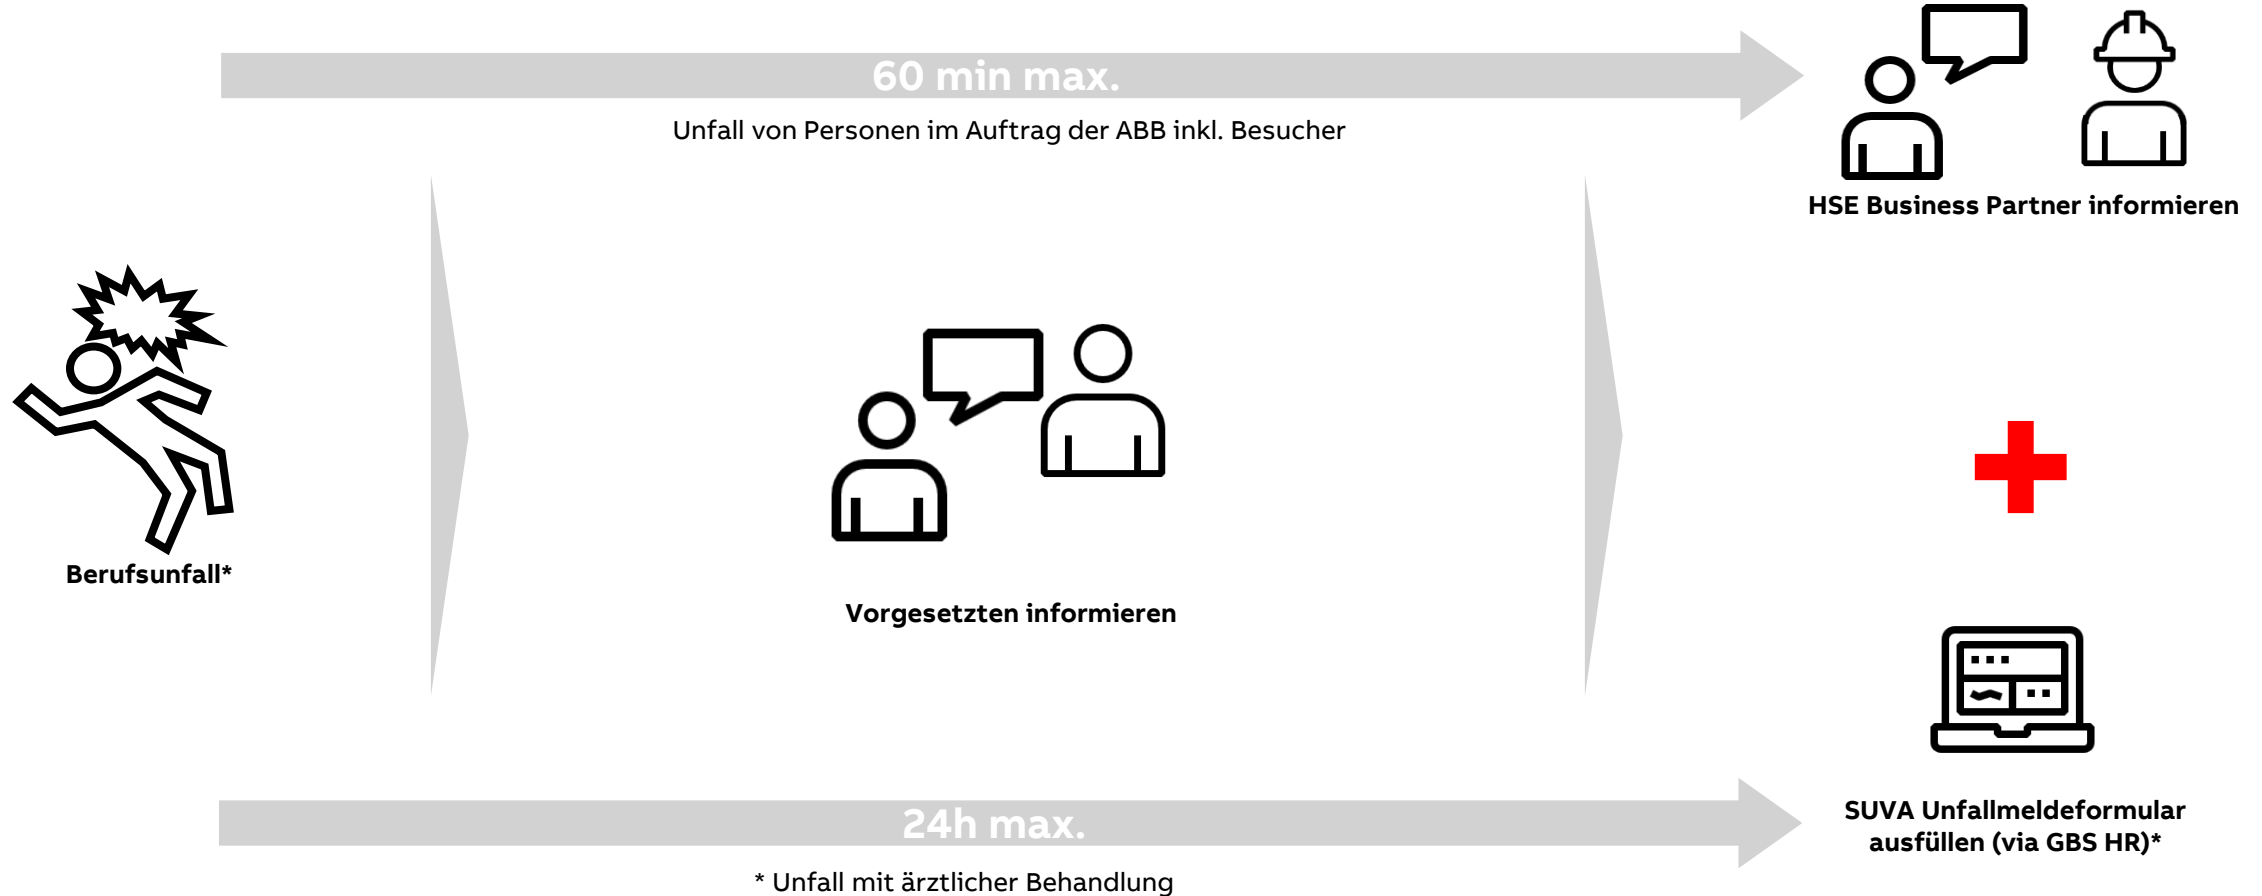 60 min max.
Unfall von Personen im Auftrag der ABB inkl. Besucher
HSE Business Partner informieren
Berufsunfall*
Vorgesetzten informieren
24h max.
SUVA Unfallmeldeformular
ausfüllen (via GBS HR)*
* Unfall mit ärztlicher Behandlung